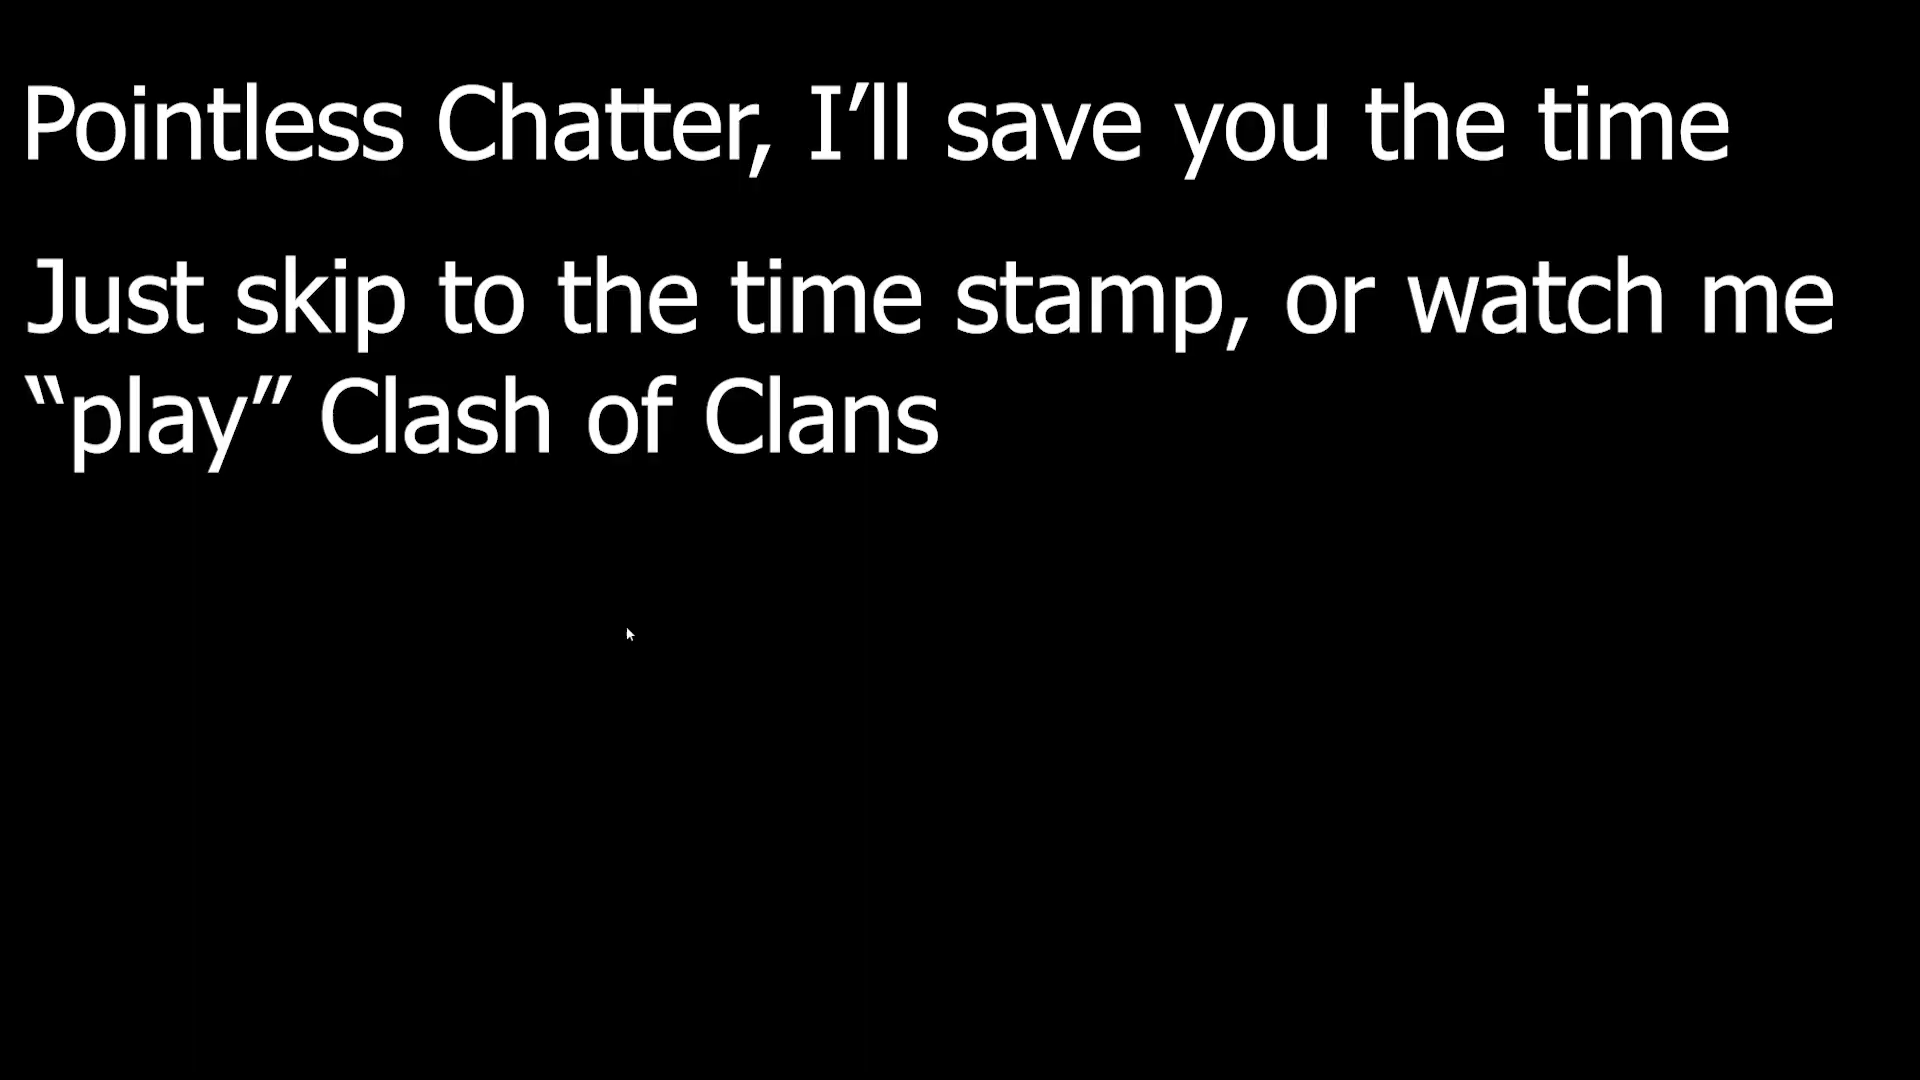 Pointless Chatter, I’ll save you the time
Just skip to the time stamp, or watch me
“play” Clash of Clans